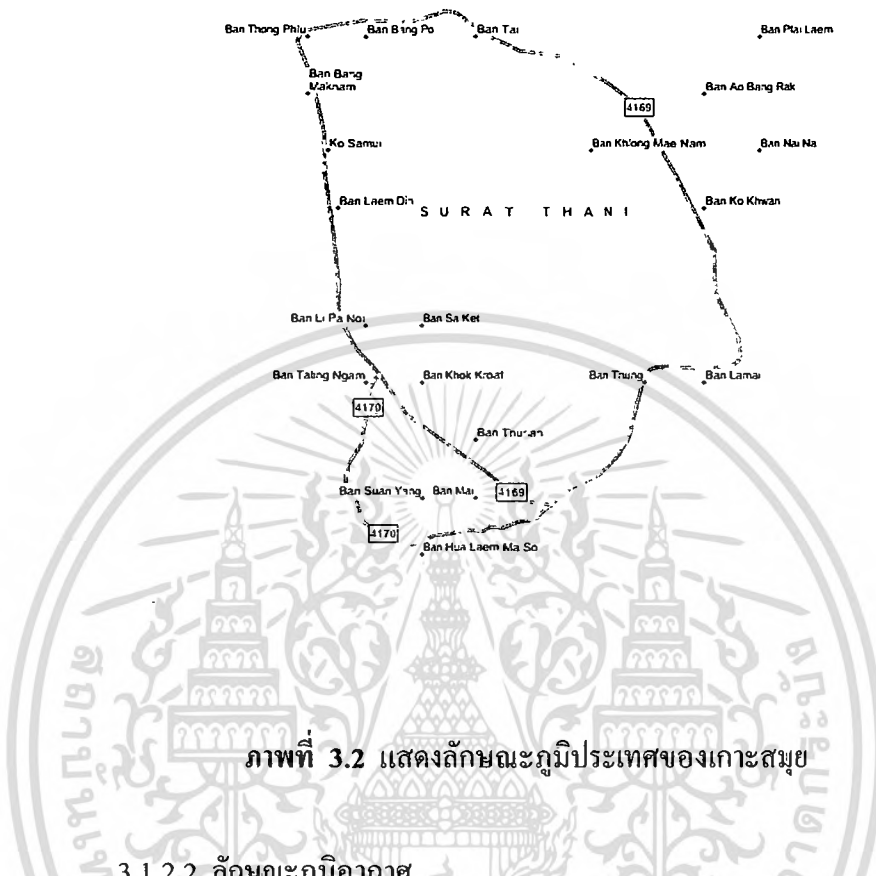 Ban Thong Phlu Ban Bang Po Ban Tai Ban Plai Laem
Ban Bang
Maknam Ban Ao Bang Rak
4169
Ko Samui Ban Khlong Mae Nam Ban Nai Na
Ban Laem Din SURAT THANI Ban Ko Khwan
Ban Li Pa Noi Ban Sa Ket
Ban Taling Ngam Ban Khok Kroat Ban Thung Ban Lamai
4170
Ban Thurian
Ban Suan Yang Ban Mai 4169
4170
Ban Hua Laem Ma So
ภาพที่ 3.2 แสดงลักษณะภูมิประเทศของเกาะสมุย
3.1.2.2 ลักษณะภูมิอากาศ